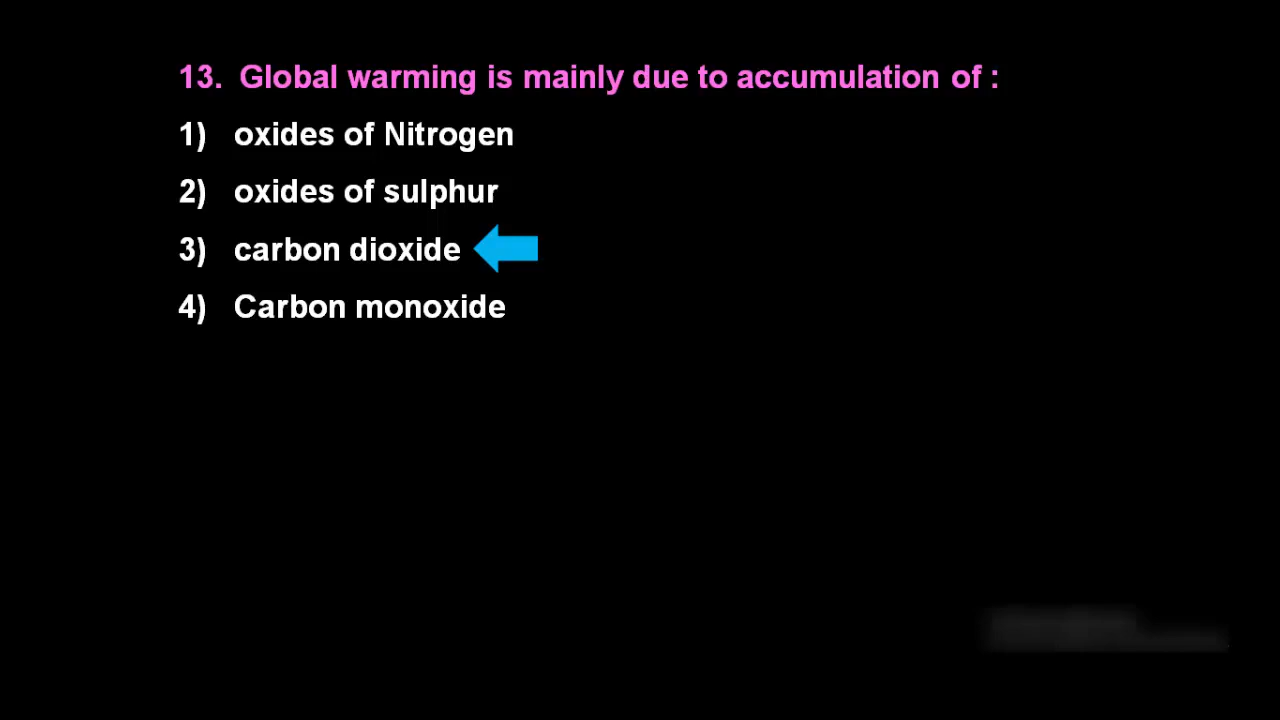 13. Global warming is mainly due to accumulation of :
1) oxides of Nitrogen
2) oxides of sulphur
3) carbon dioxide
4) Carbon monoxide